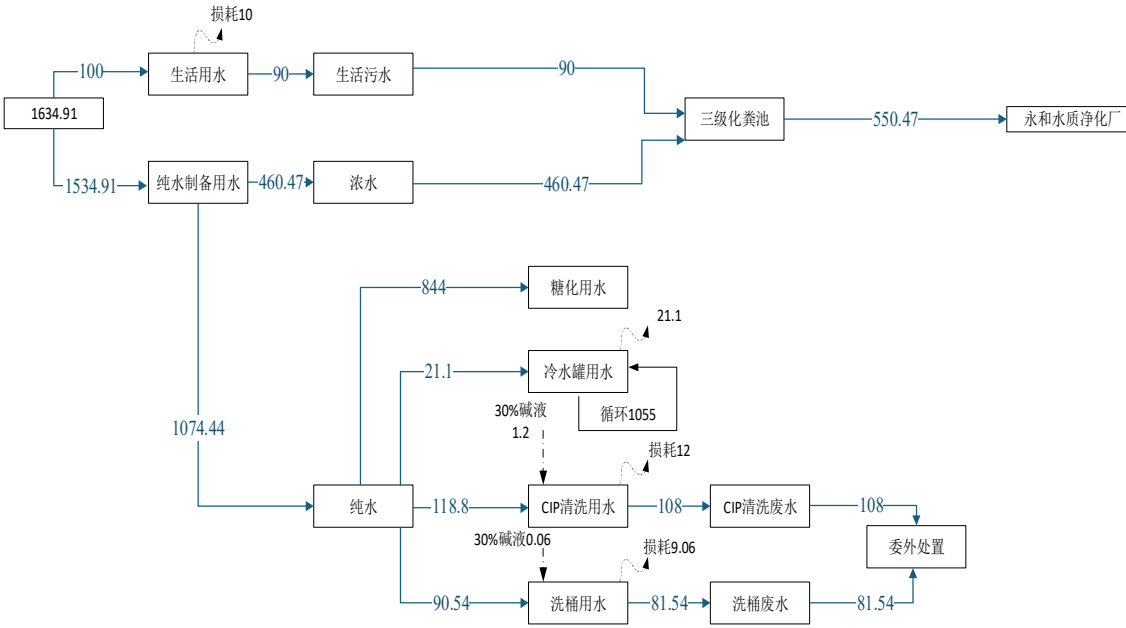 损耗10
100
生活用水
90
生活污水
90
1634.91
三级化粪池
550.47
永和水质净化厂
1534.91
纯水制备用水
460.47
浓水
460.47
844
糖化用水
21.1
21.1
冷水罐用水
循环1055
30%碱液
1.2
1074.44
损耗12
纯水
118.8
CIP清洗用水
108
CIP清洗废水
108
30%碱液0.06
损耗9.06
委外处置
90.54
洗桶用水
81.54
洗桶废水
81.54